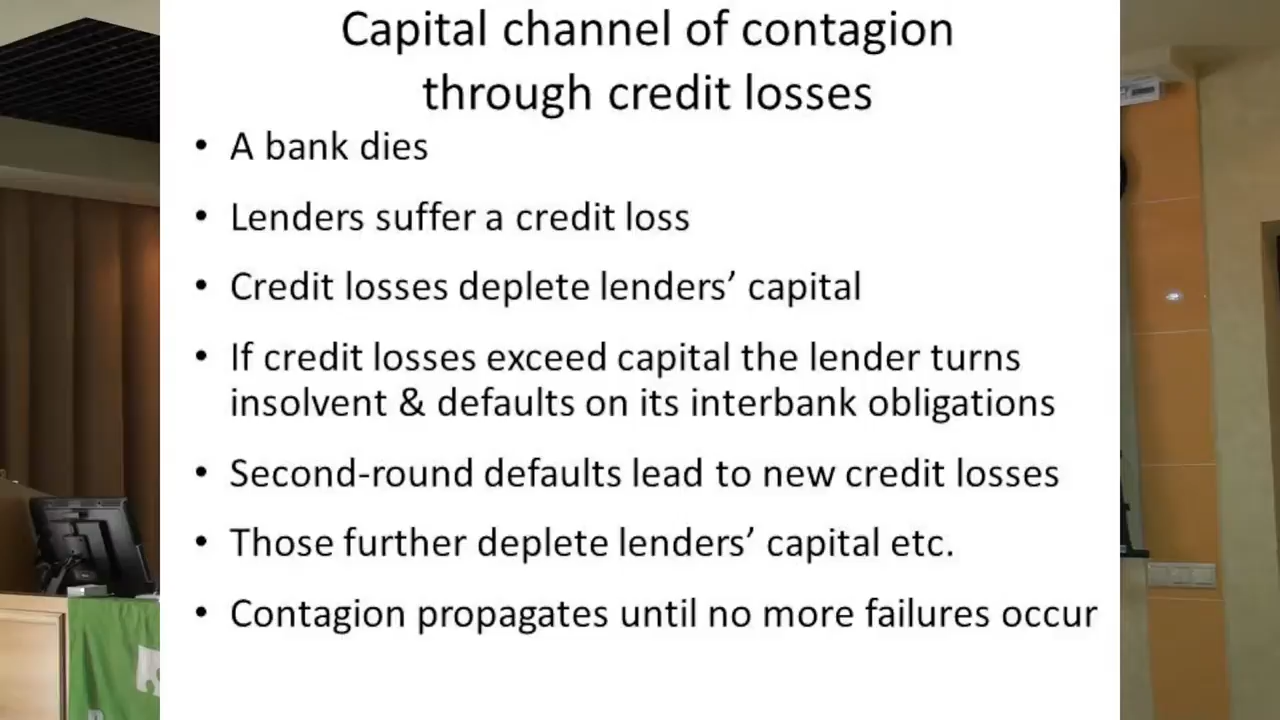 Capital channel of contagion
through credit losses
• A bank dies
• Lenders suffer a credit loss
• Credit losses deplete lenders’ capital
• If credit losses exceed capital the lender turns
insolvent & defaults on its interbank obligations
• Second-round defaults lead to new credit losses
• Those further deplete lenders’ capital etc.
• Contagion propagates until no more failures occur